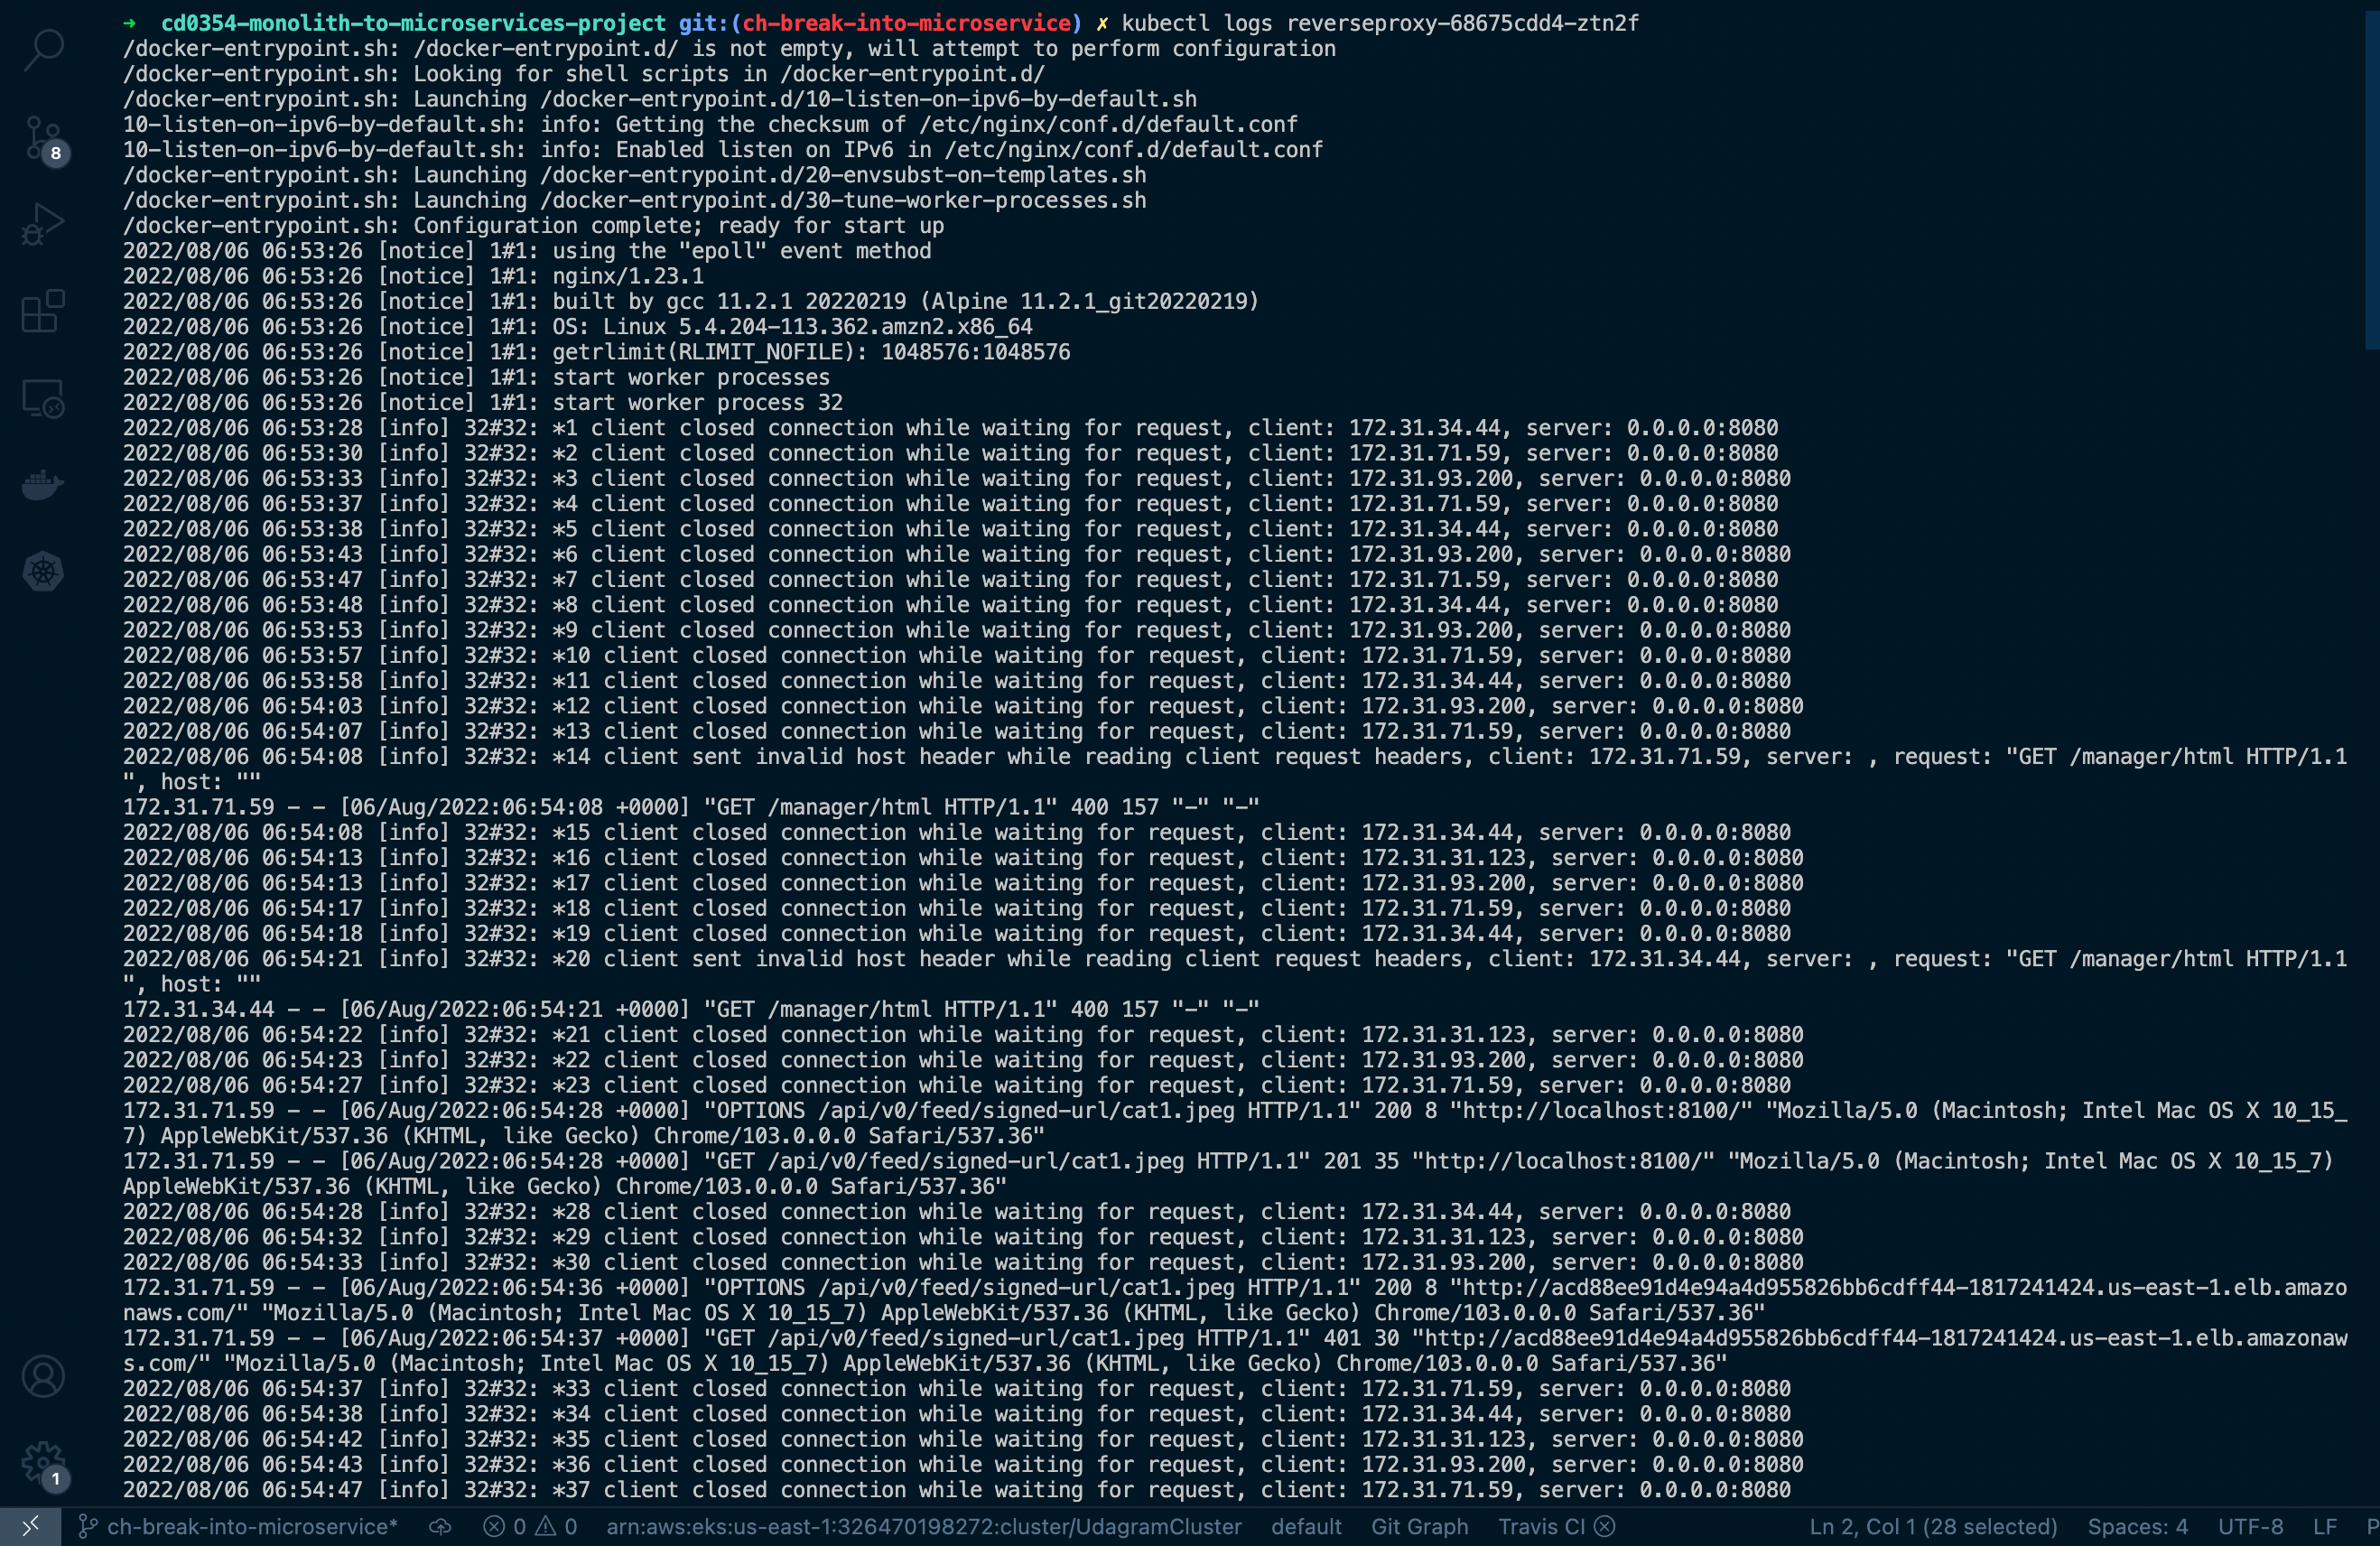 ➜  cd0354-monolith-to-microservices-project git:(ch-break-into-microservice) ✗ kubectl logs reverseproxy-68675cdd4-ztn2f
/docker-entrypoint.sh: /docker-entrypoint.d/ is not empty, will attempt to perform configuration
/docker-entrypoint.sh: Looking for shell scripts in /docker-entrypoint.d/
/docker-entrypoint.sh: Launching /docker-entrypoint.d/10-listen-on-ipv6-by-default.sh
10-listen-on-ipv6-by-default.sh: info: Getting the checksum of /etc/nginx/conf.d/default.conf
10-listen-on-ipv6-by-default.sh: info: Enabled listen on IPv6 in /etc/nginx/conf.d/default.conf
/docker-entrypoint.sh: Launching /docker-entrypoint.d/20-envsubst-on-templates.sh
/docker-entrypoint.sh: Launching /docker-entrypoint.d/30-tune-worker-processes.sh
/docker-entrypoint.sh: Configuration complete; ready for start up
2022/08/06 06:53:26 [notice] 1#1: using the "epoll" event method
2022/08/06 06:53:26 [notice] 1#1: nginx/1.23.1
2022/08/06 06:53:26 [notice] 1#1: built by gcc 11.2.1 20220219 (Alpine 11.2.1_git20220219)
2022/08/06 06:53:26 [notice] 1#1: OS: Linux 5.4.204-113.362.amzn2.x86_64
2022/08/06 06:53:26 [notice] 1#1: getrlimit(RLIMIT_NOFILE): 1048576:1048576
2022/08/06 06:53:26 [notice] 1#1: start worker processes
2022/08/06 06:53:26 [notice] 1#1: start worker process 32
2022/08/06 06:53:28 [info] 32#32: *1 client closed connection while waiting for request, client: 172.31.34.44, server: 0.0.0.0:8080
2022/08/06 06:53:30 [info] 32#32: *2 client closed connection while waiting for request, client: 172.31.71.59, server: 0.0.0.0:8080
2022/08/06 06:53:33 [info] 32#32: *3 client closed connection while waiting for request, client: 172.31.93.200, server: 0.0.0.0:8080
2022/08/06 06:53:37 [info] 32#32: *4 client closed connection while waiting for request, client: 172.31.71.59, server: 0.0.0.0:8080
2022/08/06 06:53:38 [info] 32#32: *5 client closed connection while waiting for request, client: 172.31.34.44, server: 0.0.0.0:8080
2022/08/06 06:53:43 [info] 32#32: *6 client closed connection while waiting for request, client: 172.31.93.200, server: 0.0.0.0:8080
2022/08/06 06:53:47 [info] 32#32: *7 client closed connection while waiting for request, client: 172.31.71.59, server: 0.0.0.0:8080
2022/08/06 06:53:48 [info] 32#32: *8 client closed connection while waiting for request, client: 172.31.34.44, server: 0.0.0.0:8080
2022/08/06 06:53:53 [info] 32#32: *9 client closed connection while waiting for request, client: 172.31.93.200, server: 0.0.0.0:8080
2022/08/06 06:53:57 [info] 32#32: *10 client closed connection while waiting for request, client: 172.31.71.59, server: 0.0.0.0:8080
2022/08/06 06:53:58 [info] 32#32: *11 client closed connection while waiting for request, client: 172.31.34.44, server: 0.0.0.0:8080
2022/08/06 06:54:03 [info] 32#32: *12 client closed connection while waiting for request, client: 172.31.93.200, server: 0.0.0.0:8080
2022/08/06 06:54:07 [info] 32#32: *13 client closed connection while waiting for request, client: 172.31.71.59, server: 0.0.0.0:8080
2022/08/06 06:54:08 [info] 32#32: *14 client sent invalid host header while reading client request headers, client: 172.31.71.59, server: , request: "GET /manager/html HTTP/1.1
", host: ""
172.31.71.59 - - [06/Aug/2022:06:54:08 +0000] "GET /manager/html HTTP/1.1" 400 157 "-" "-"
2022/08/06 06:54:08 [info] 32#32: *15 client closed connection while waiting for request, client: 172.31.34.44, server: 0.0.0.0:8080
2022/08/06 06:54:13 [info] 32#32: *16 client closed connection while waiting for request, client: 172.31.31.123, server: 0.0.0.0:8080
2022/08/06 06:54:13 [info] 32#32: *17 client closed connection while waiting for request, client: 172.31.93.200, server: 0.0.0.0:8080
2022/08/06 06:54:17 [info] 32#32: *18 client closed connection while waiting for request, client: 172.31.71.59, server: 0.0.0.0:8080
2022/08/06 06:54:18 [info] 32#32: *19 client closed connection while waiting for request, client: 172.31.34.44, server: 0.0.0.0:8080
2022/08/06 06:54:21 [info] 32#32: *20 client sent invalid host header while reading client request headers, client: 172.31.34.44, server: , request: "GET /manager/html HTTP/1.1
", host: ""
172.31.34.44 - - [06/Aug/2022:06:54:21 +0000] "GET /manager/html HTTP/1.1" 400 157 "-" "-"
2022/08/06 06:54:22 [info] 32#32: *21 client closed connection while waiting for request, client: 172.31.31.123, server: 0.0.0.0:8080
2022/08/06 06:54:23 [info] 32#32: *22 client closed connection while waiting for request, client: 172.31.93.200, server: 0.0.0.0:8080
2022/08/06 06:54:27 [info] 32#32: *23 client closed connection while waiting for request, client: 172.31.71.59, server: 0.0.0.0:8080
172.31.71.59 - - [06/Aug/2022:06:54:28 +0000] "OPTIONS /api/v0/feed/signed-url/cat1.jpeg HTTP/1.1" 200 8 "http://localhost:8100/" "Mozilla/5.0 (Macintosh; Intel Mac OS X 10_15_
7) AppleWebKit/537.36 (KHTML, like Gecko) Chrome/103.0.0.0 Safari/537.36"
172.31.71.59 - - [06/Aug/2022:06:54:28 +0000] "GET /api/v0/feed/signed-url/cat1.jpeg HTTP/1.1" 201 35 "http://localhost:8100/" "Mozilla/5.0 (Macintosh; Intel Mac OS X 10_15_7)
AppleWebKit/537.36 (KHTML, like Gecko) Chrome/103.0.0.0 Safari/537.36"
2022/08/06 06:54:28 [info] 32#32: *28 client closed connection while waiting for request, client: 172.31.34.44, server: 0.0.0.0:8080
2022/08/06 06:54:32 [info] 32#32: *29 client closed connection while waiting for request, client: 172.31.31.123, server: 0.0.0.0:8080
2022/08/06 06:54:33 [info] 32#32: *30 client closed connection while waiting for request, client: 172.31.93.200, server: 0.0.0.0:8080
172.31.71.59 - - [06/Aug/2022:06:54:36 +0000] "OPTIONS /api/v0/feed/signed-url/cat1.jpeg HTTP/1.1" 200 8 "http://acd88ee91d4e94a4d955826bb6cdff44-1817241424.us-east-1.elb.amazo
naws.com/" "Mozilla/5.0 (Macintosh; Intel Mac OS X 10_15_7) AppleWebKit/537.36 (KHTML, like Gecko) Chrome/103.0.0.0 Safari/537.36"
172.31.71.59 - - [06/Aug/2022:06:54:37 +0000] "GET /api/v0/feed/signed-url/cat1.jpeg HTTP/1.1" 401 30 "http://acd88ee91d4e94a4d955826bb6cdff44-1817241424.us-east-1.elb.amazonaw
s.com/" "Mozilla/5.0 (Macintosh; Intel Mac OS X 10_15_7) AppleWebKit/537.36 (KHTML, like Gecko) Chrome/103.0.0.0 Safari/537.36"
2022/08/06 06:54:37 [info] 32#32: *33 client closed connection while waiting for request, client: 172.31.71.59, server: 0.0.0.0:8080
2022/08/06 06:54:38 [info] 32#32: *34 client closed connection while waiting for request, client: 172.31.34.44, server: 0.0.0.0:8080
2022/08/06 06:54:42 [info] 32#32: *35 client closed connection while waiting for request, client: 172.31.31.123, server: 0.0.0.0:8080
2022/08/06 06:54:43 [info] 32#32: *36 client closed connection while waiting for request, client: 172.31.93.200, server: 0.0.0.0:8080
2022/08/06 06:54:47 [info] 32#32: *37 client closed connection while waiting for request, client: 172.31.71.59, server: 0.0.0.0:8080
8
1
ch-break-into-microservice* 0 0 arn:aws:eks:us-east-1:326470198272:cluster/UdagramCluster default Git Graph Travis CI Ln 2, Col 1 (28 selected) Spaces: 4 UTF-8 LF